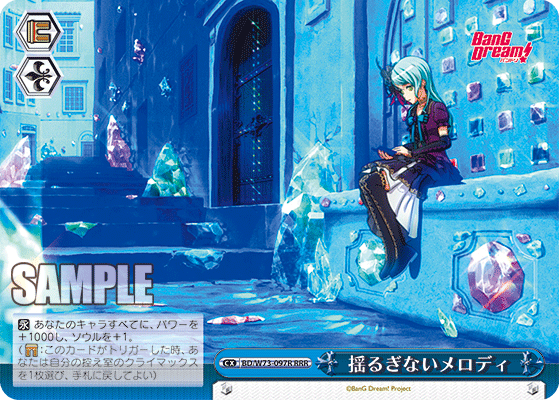 BanG
Dream!
バンドリ!
SAMPLE
永 あなたのキャラすべてに、パワーを
+1000し、ソウルを+1。
(:このカードがトリガーした時、あ
なたは自分の控え室のクライマックス
を1枚選び、手札に戻してよい)
CX BD/W73-097R RRR
揺るぎないメロディ
©BanG Dream! Project